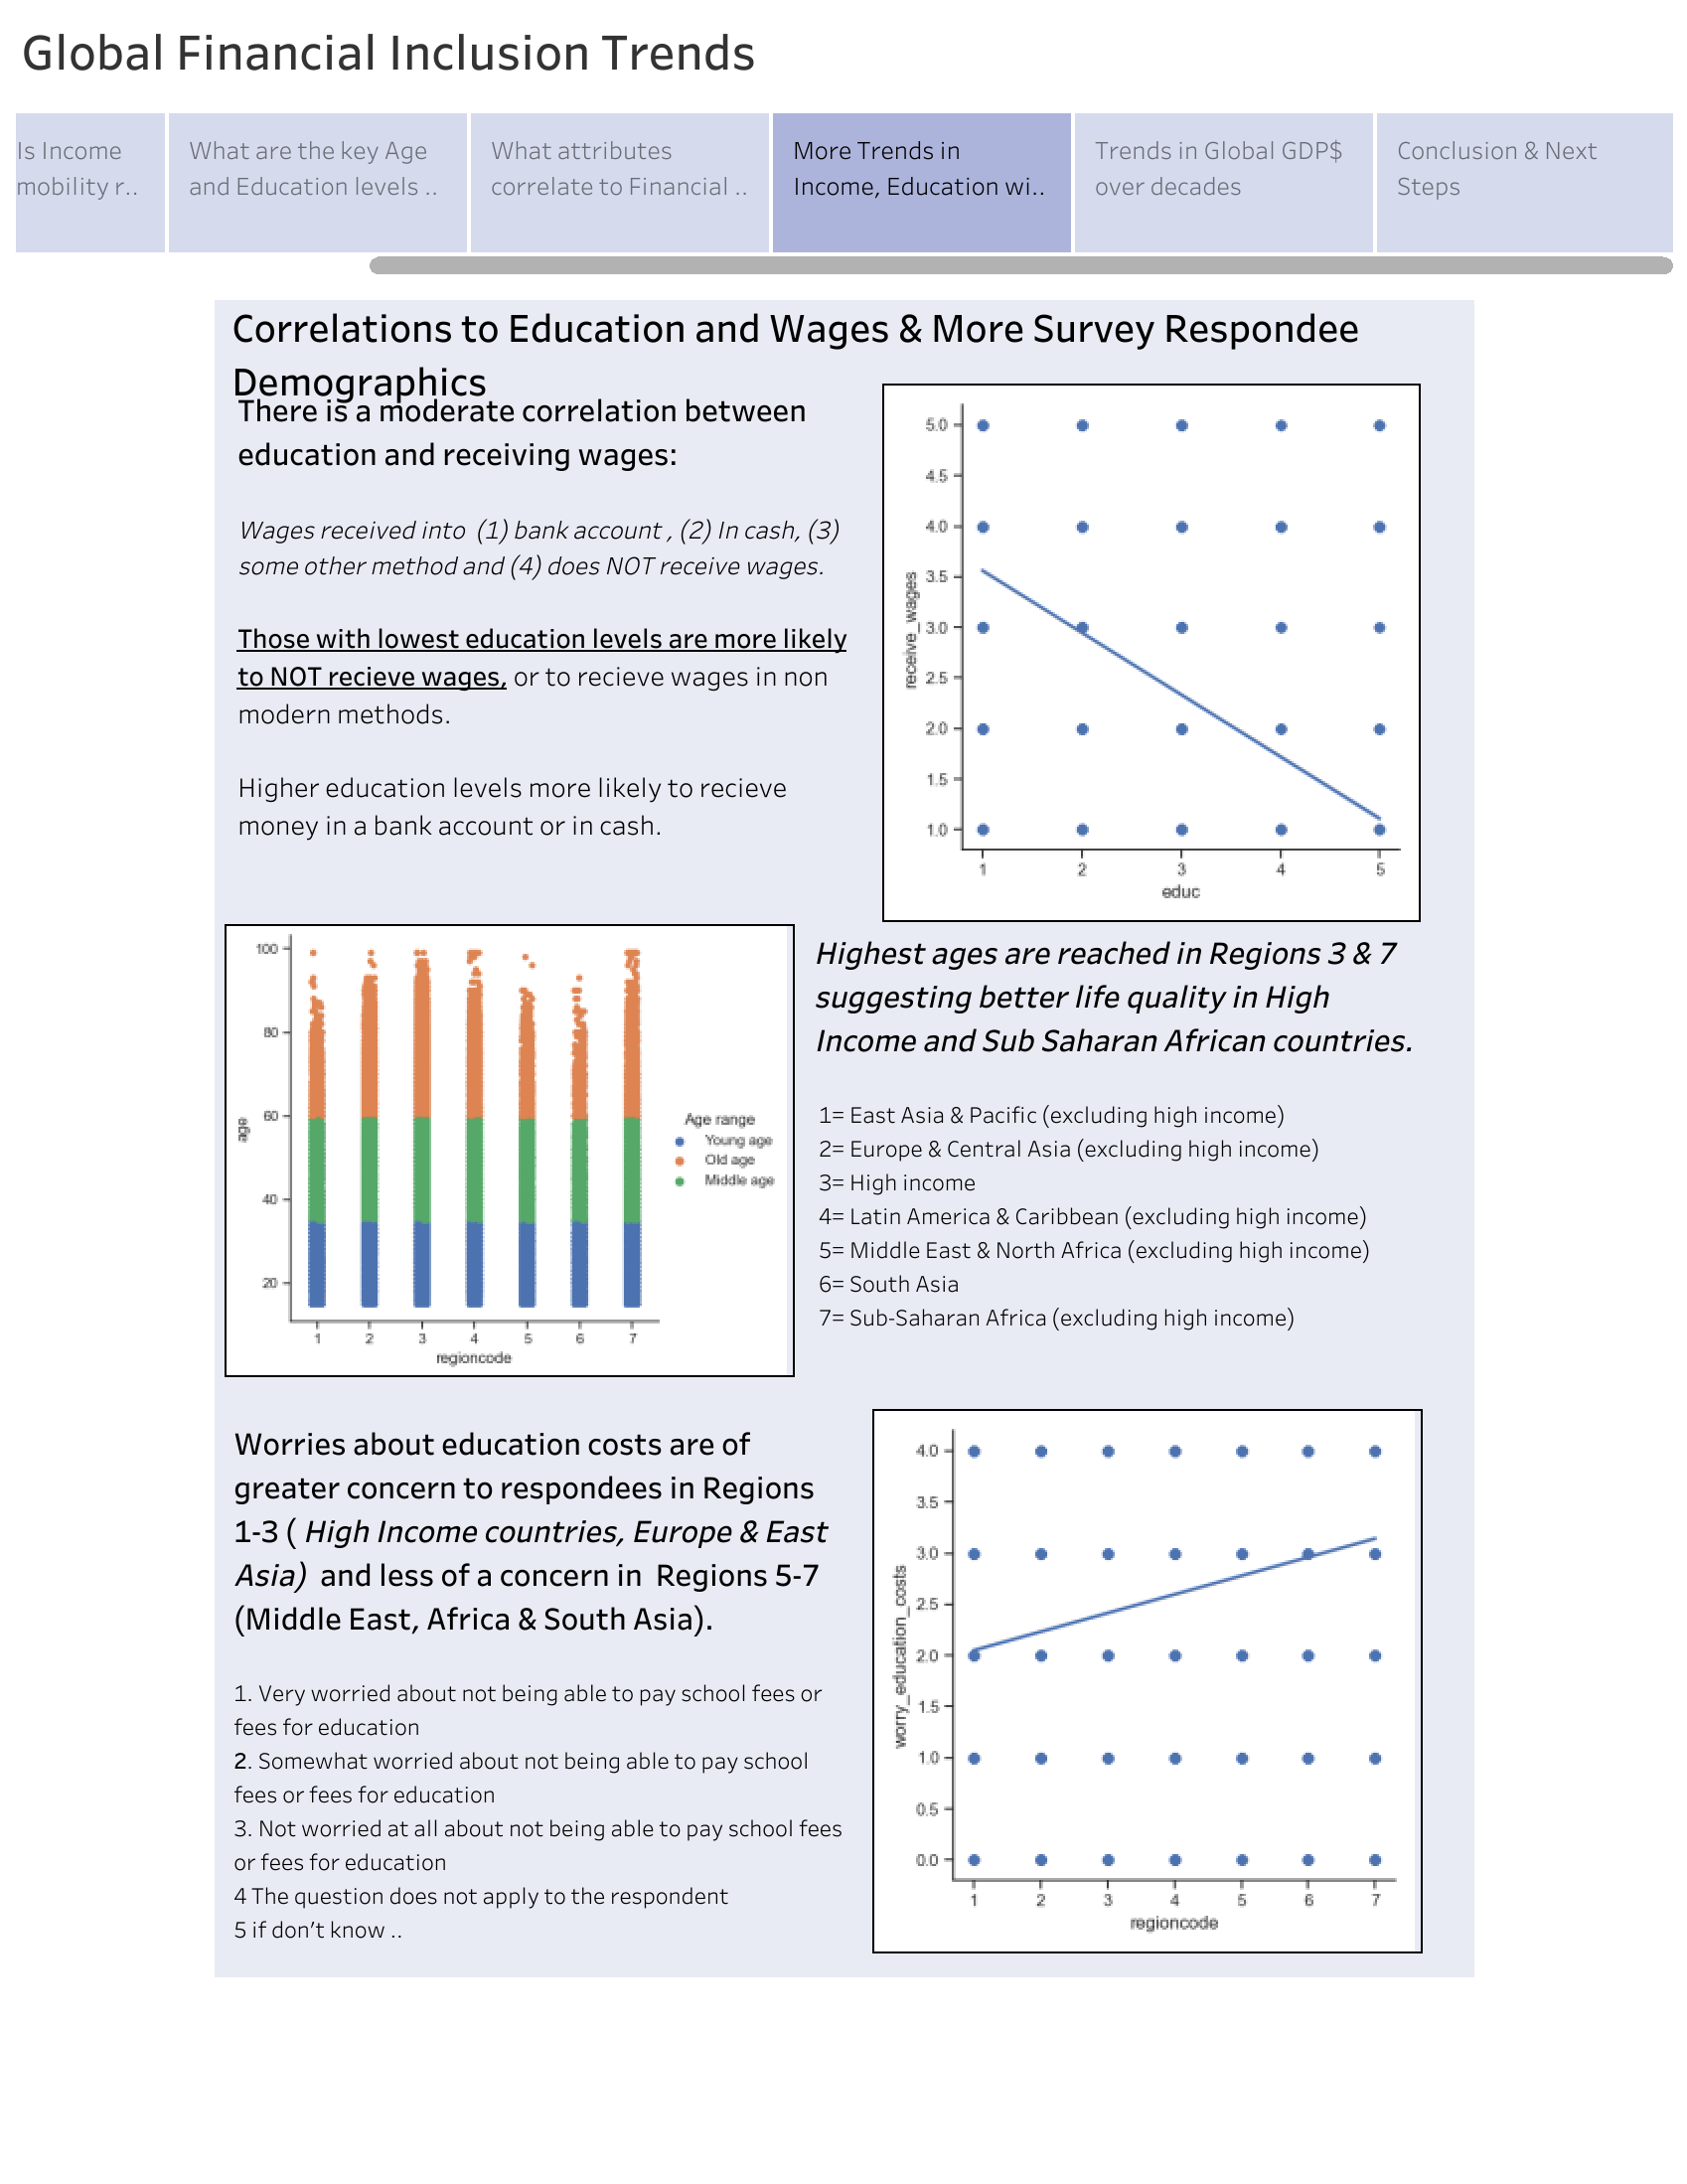 Global Financial Inclusion Trends
Is Income
mobility r..
What are the key Age
and Education levels ..
What attributes
correlate to Financial ..
More Trends in
Income, Education wi..
Trends in Global GDP$
over decades
Conclusion & Next
Steps
Correlations to Education and Wages & More Survey Respondee
Demographics
There is a moderate correlation between
education and receiving wages:
Wages received into (1) bank account , (2) In cash, (3)
some other method and (4) does NOT receive wages.
Those with lowest education levels are more likely
to NOT recieve wages, or to recieve wages in non
modern methods.
Higher education levels more likely to recieve
money in a bank account or in cash.
5.0
4.5
4.0
3.5
3.0
2.5
2.0
1.5
1.0
receive_wages
1 2 3 4 5
educ
100
80
60
40
20
age
1 2 3 4 5 6 7
regioncode
Age range
Young age
Old age
Middle age
Highest ages are reached in Regions 3 & 7
suggesting better life quality in High
Income and Sub Saharan African countries.
1= East Asia & Pacific (excluding high income)
2= Europe & Central Asia (excluding high income)
3= High income
4= Latin America & Caribbean (excluding high income)
5= Middle East & North Africa (excluding high income)
6= South Asia
7= Sub-Saharan Africa (excluding high income)
Worries about education costs are of
greater concern to respondees in Regions
1-3 ( High Income countries, Europe & East
Asia) and less of a concern in Regions 5-7
(Middle East, Africa & South Asia).
1. Very worried about not being able to pay school fees or
fees for education
2. Somewhat worried about not being able to pay school
fees or fees for education
3. Not worried at all about not being able to pay school fees
or fees for education
4 The question does not apply to the respondent
5 if don't know ..
4.0
3.5
3.0
2.5
2.0
1.5
1.0
0.5
0.0
worry_education_costs
1 2 3 4 5 6 7
regioncode